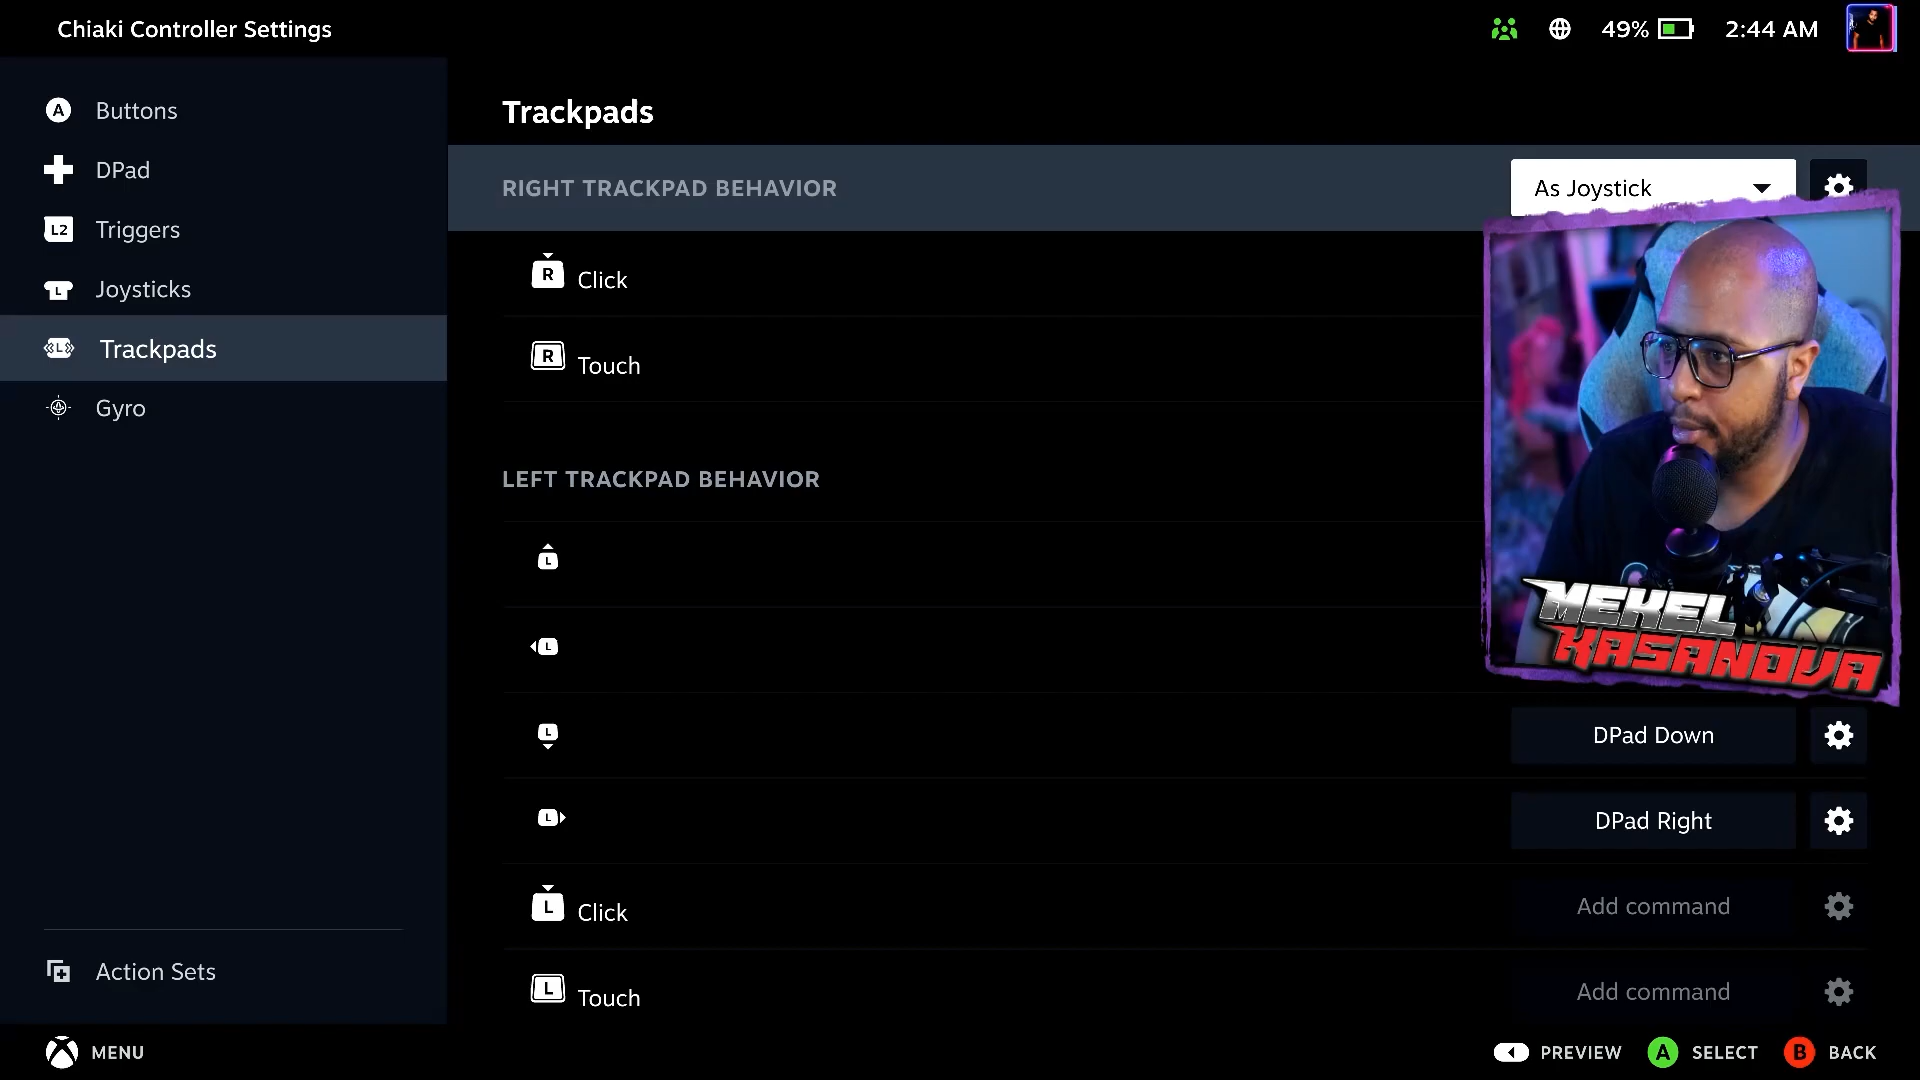 Chiaki Controller Settings
49%
2:44 AM
A Buttons
DPad
L2 Triggers
L Joysticks
L Trackpads
Gyro
Action Sets
Trackpads
RIGHT TRACKPAD BEHAVIOR
As Joystick
R Click
R Touch
LEFT TRACKPAD BEHAVIOR
L
L
L DPad Down
L DPad Right
L Click Add command
L Touch Add command
MEKEL
KASANOVA
MENU
PREVIEW
A SELECT
B BACK